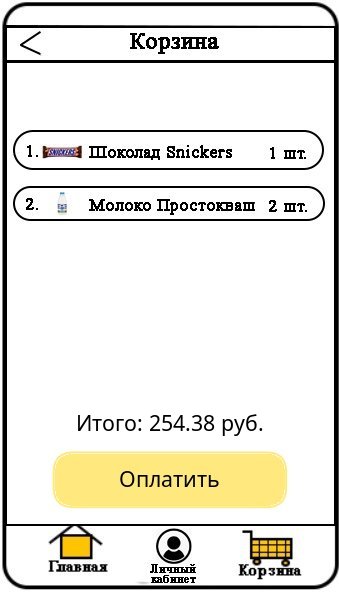 Корзина
1. SNICKERS Шоколад Snickers 1 шт.
2. Молоко Простокваш 2 шт.
Итого: 254.38 руб.
Оплатить
Главная
Личный
кабинет
Корзина